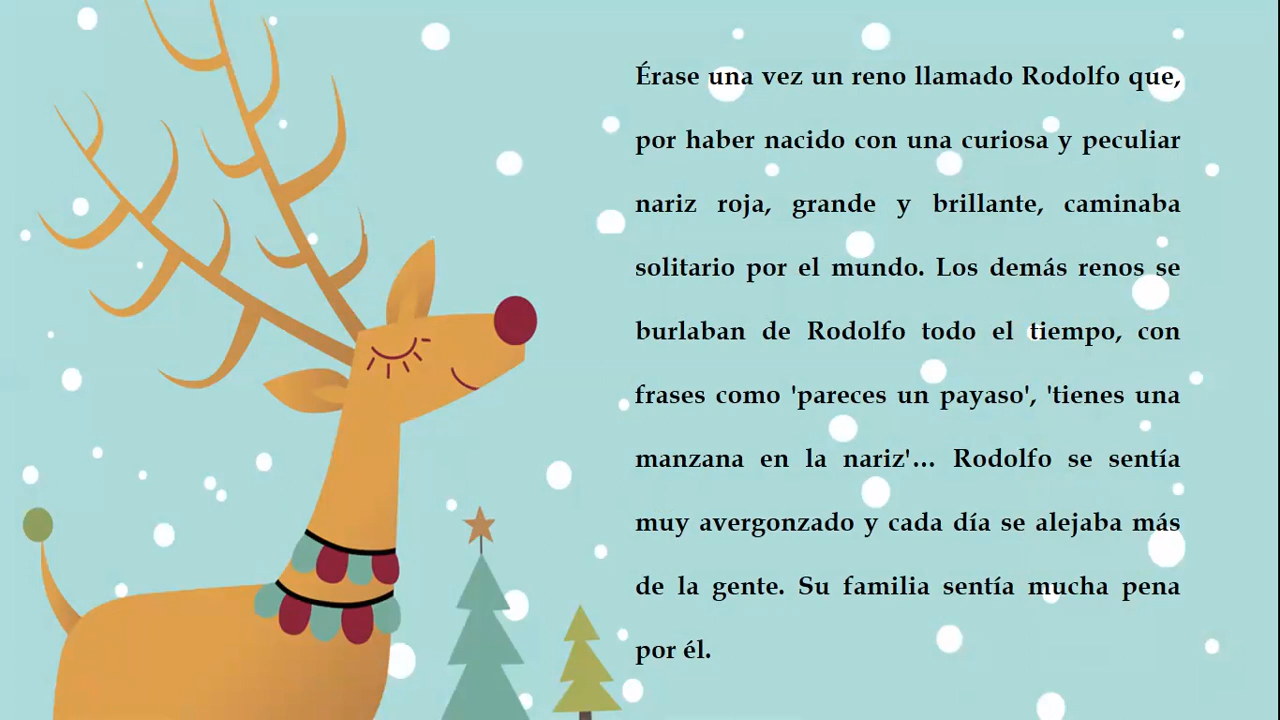 Érase una vez un reno llamado Rodolfo que,
por haber nacido con una curiosa y peculiar
nariz roja, grande y brillante, caminaba
solitario por el mundo. Los demás renos se
burlaban de Rodolfo todo el tiempo, con
frases como 'pareces un payaso', 'tienes una
manzana en la nariz'... Rodolfo se sentía
muy avergonzado y cada día se alejaba más
de la gente. Su familia sentía mucha pena
por él.